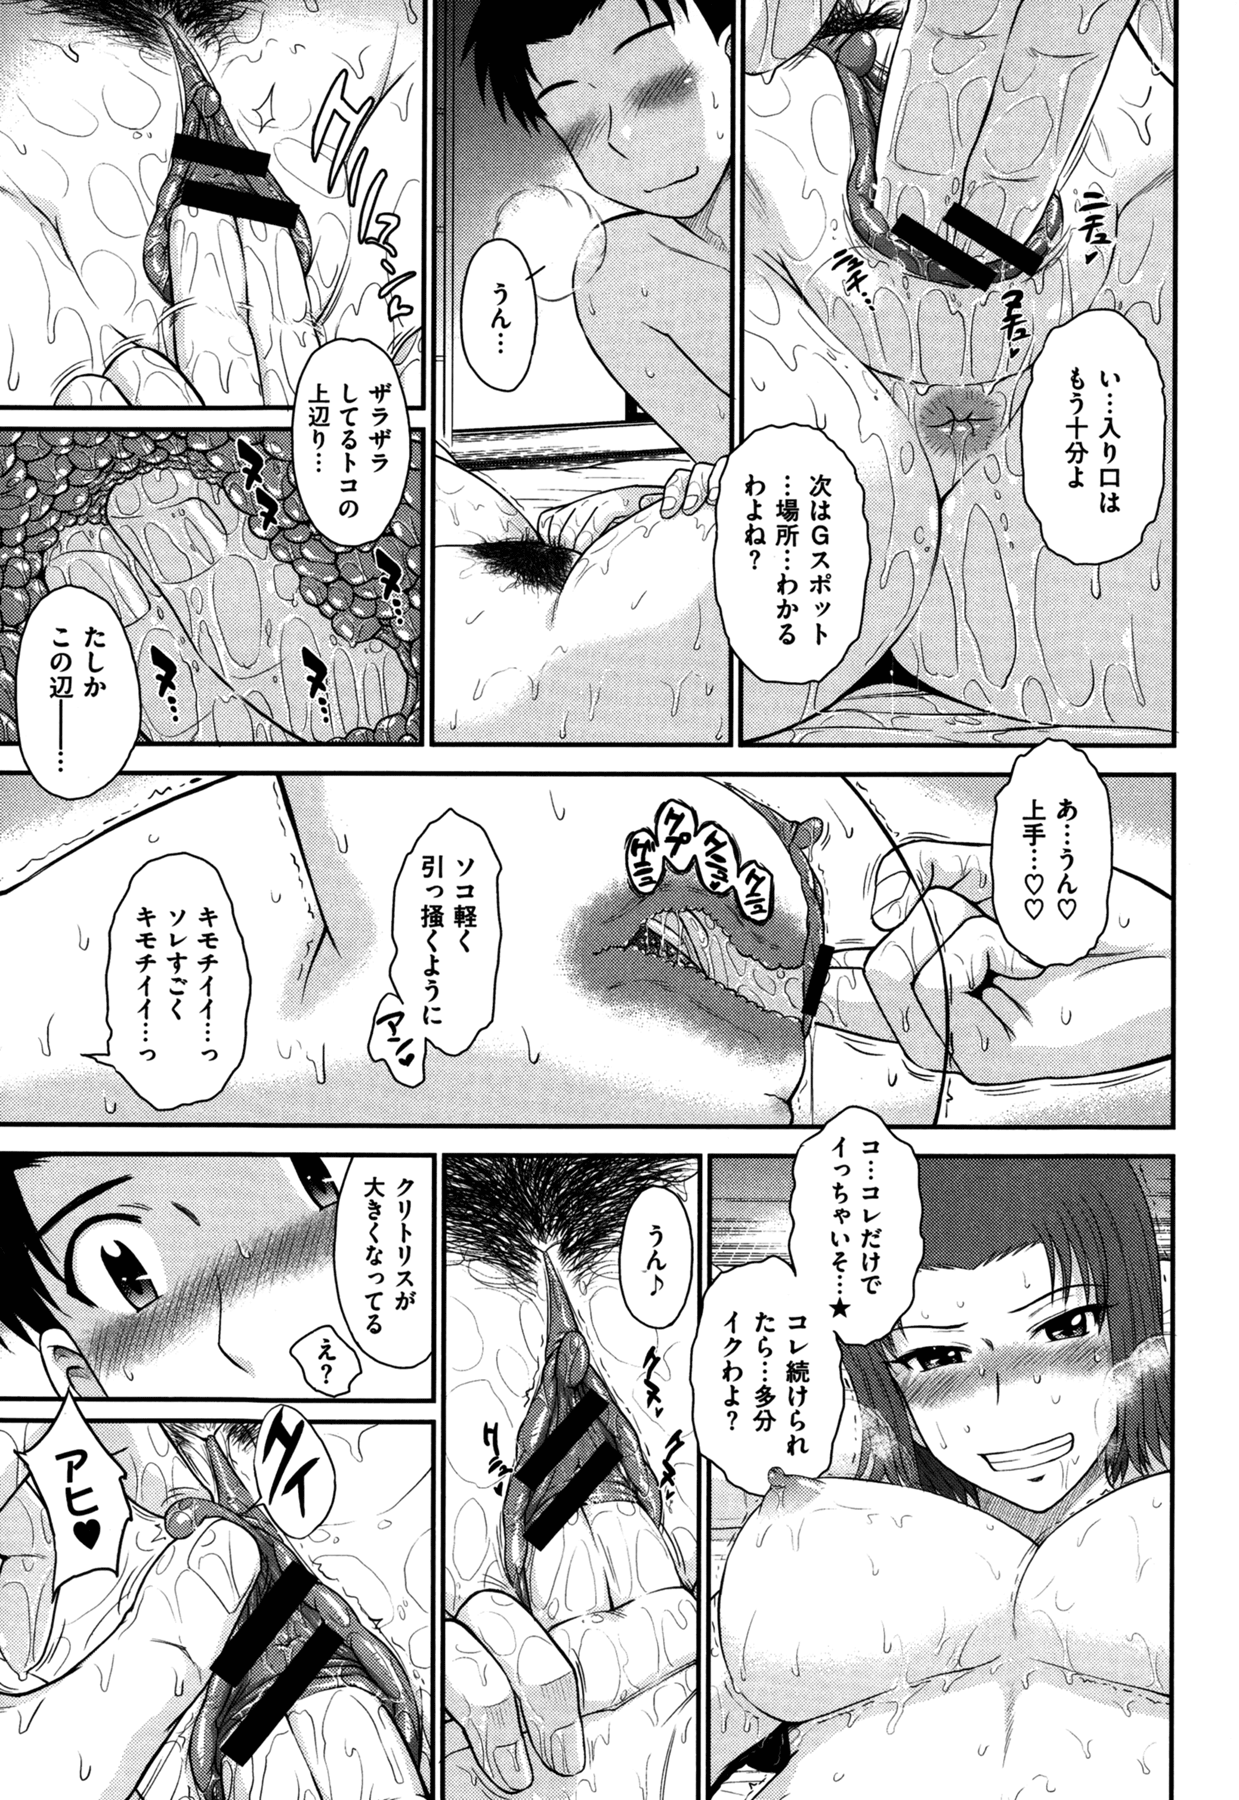 い…入り口は
もう十分よ
次はGスポット
…場所…わかる
わよね？
うん…
ザラザラ
してるトコの
上辺り…
たしか
この辺――…
あ…うん♡
上手…♡♡
ソコ軽く
引っ掻くように
アン♥
キモチイイ…っ
ソレすごく
キモチイイ…っ
コ…コレだけで
イっちゃいそ…★
コレ続けられ
たら…多分
イクわよ？
うん♪
クリトリスが
大きくなってる
え？
アヒ♥